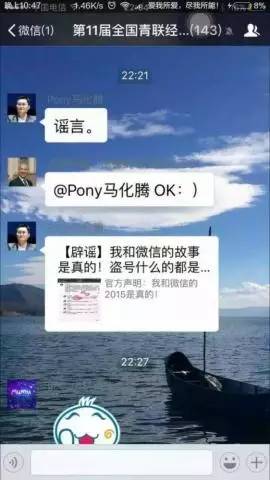 晚上10:47
1.46K/s
爱我所爱，尽我所能!
8%
微信(1)
第11届全国青联经...(143)
22:21
Pony马化腾
谣言。
@Pony马化腾 OK：）
【辟谣】我和微信的故事
是真的！盗号什么的都是...
官方声明：我和微信的
2015是真的!
22:27